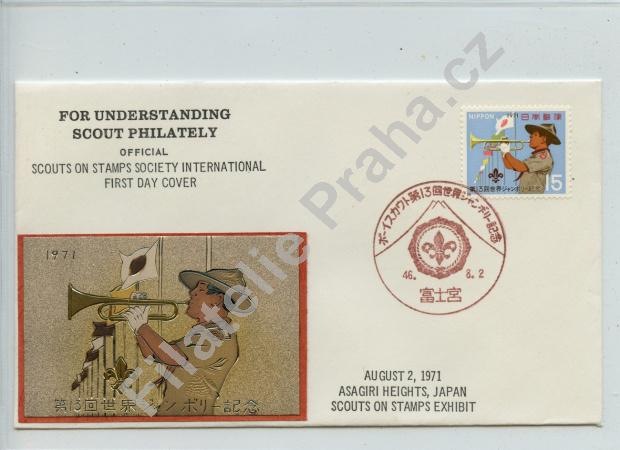 FOR UNDERSTANDING
SCOUT PHILATELY
OFFICIAL
SCOUTS ON STAMPS SOCIETY INTERNATIONAL
FIRST DAY COVER
NIPPON 1971 日本郵便
15
第13回世界ジャンボリー記念
ボーイスカウト第13回世界ジャンボリー記念
46. 8. 2
富士宮
1971
第13回世界ジャンボリー記念
AUGUST 2, 1971
ASAGIRI HEIGHTS, JAPAN
SCOUTS ON STAMPS EXHIBIT
Filatelie Praha.cz